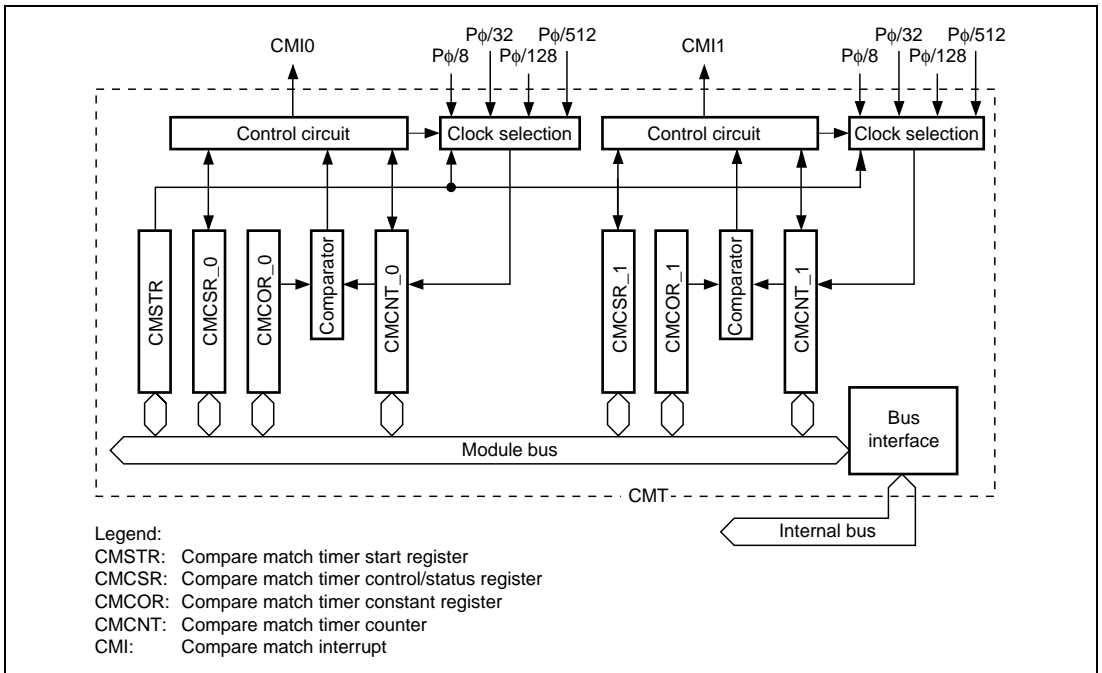 CMI0
Pφ/32
Pφ/512
Pφ/8
Pφ/128
CMI1
Pφ/32
Pφ/512
Pφ/8
Pφ/128
Control circuit
Clock selection
Control circuit
Clock selection
CMSTR
CMCSR_0
CMCOR_0
Comparator
CMCNT_0
CMCSR_1
CMCOR_1
Comparator
CMCNT_1
Bus
interface
Module bus
CMT
Internal bus
Legend:
CMSTR: Compare match timer start register
CMCSR: Compare match timer control/status register
CMCOR: Compare match timer constant register
CMCNT: Compare match timer counter
CMI: Compare match interrupt